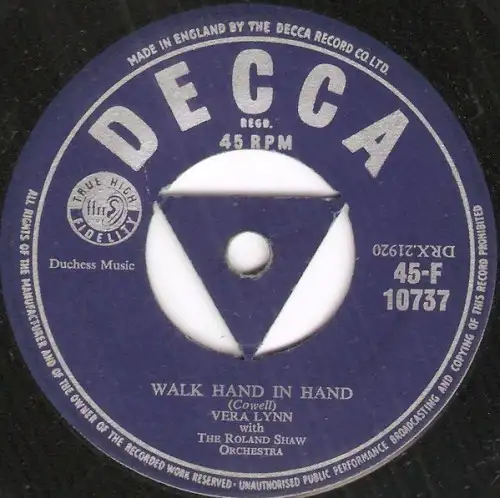 MADE IN ENGLAND BY THE DECCA RECORD CO. LTD.
DECCA
REGD.
45 RPM
TRUE HIGH
ffrr
FIDELITY
Duchess Music
DRX.21920
45-F
10737
WALK HAND IN HAND
(Cowell)
VERA LYNN
with
THE ROLAND SHAW
ORCHESTRA
ALL RIGHTS OF THE MANUFACTURER AND OF THE OWNER OF THE RECORDED WORK RESERVED - UNAUTHORISED PUBLIC PERFORMANCE BROADCASTING AND COPYING OF THIS RECORD PROHIBITED